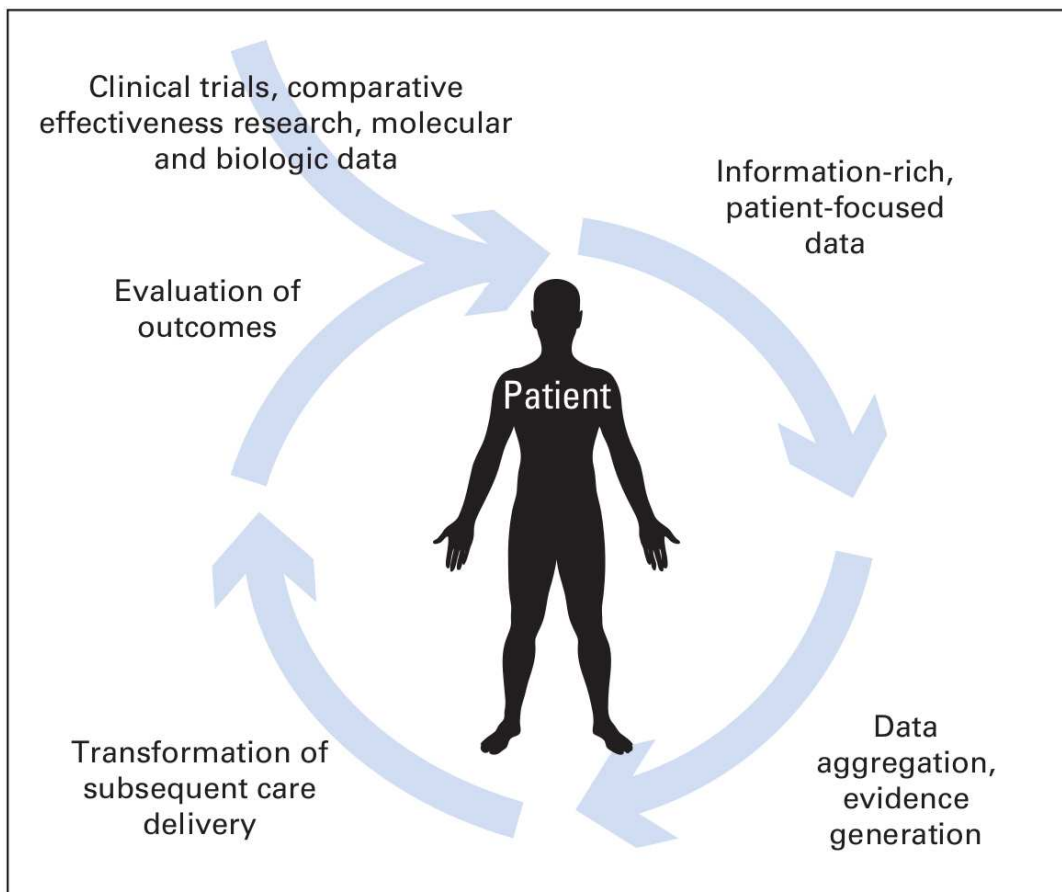 Clinical trials, comparative
effectiveness research, molecular
and biologic data
Information-rich,
patient-focused
data
Evaluation of
outcomes
Patient
Transformation of
subsequent care
delivery
Data
aggregation,
evidence
generation